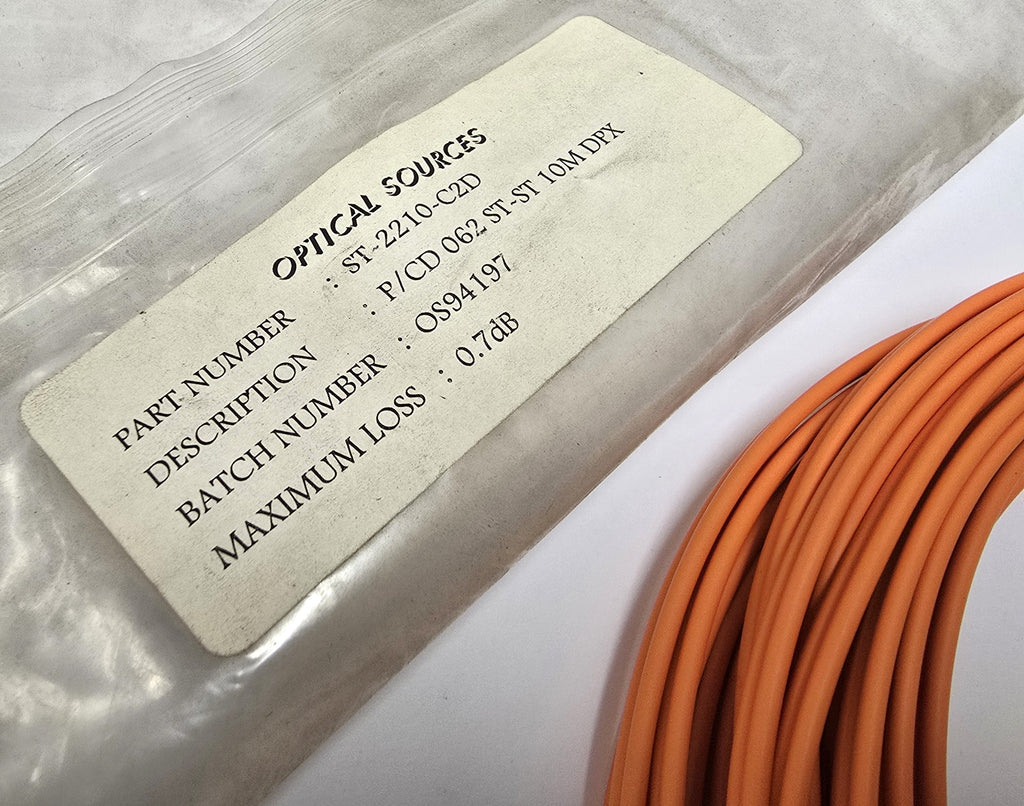 OPTICAL SOURCES
PART NUMBER : ST-2210-C2D
DESCRIPTION : P/CD 062 ST-ST 10M DPX
BATCH NUMBER : OS94197
MAXIMUM LOSS : 0.7dB